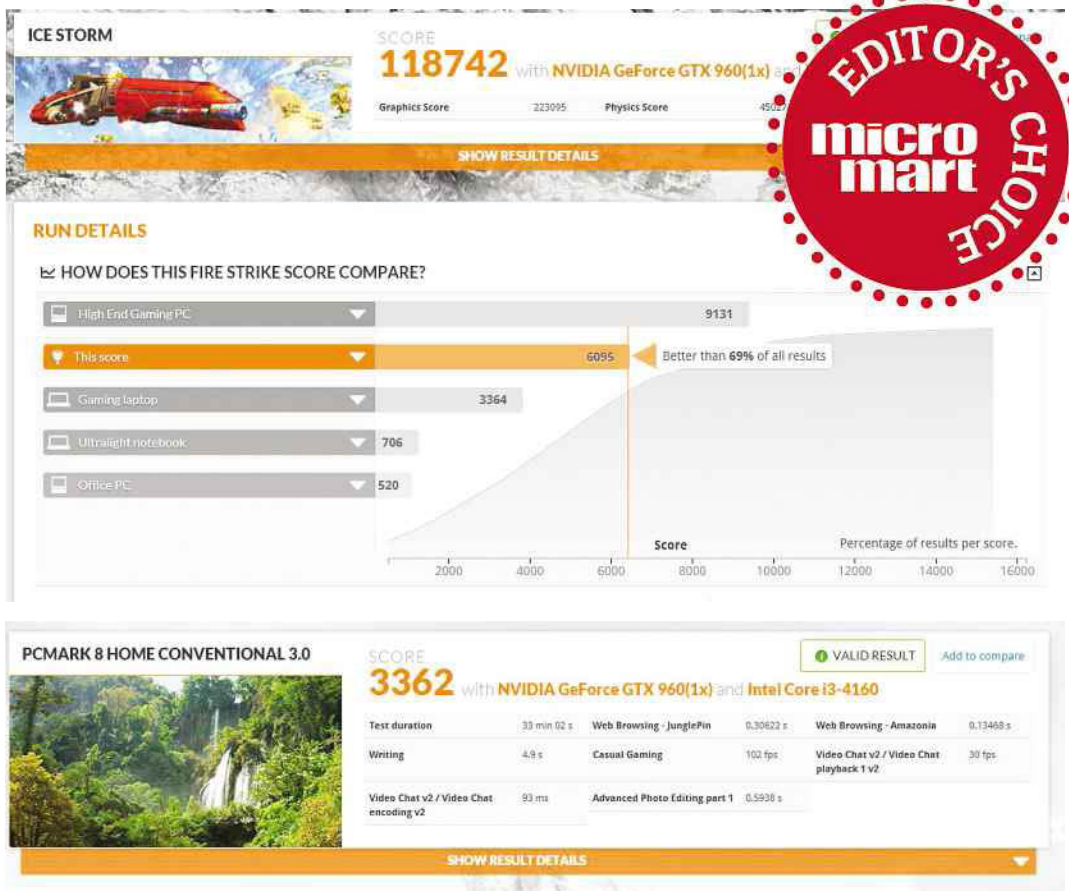 ICE STORM
SCORE
118742 with NVIDIA GeForce GTX 960(1x) and
Graphics Score 223095 Physics Score 45027
SHOW RESULT DETAILS
EDITOR'S CHOICE
micro
mart
RUN DETAILS
HOW DOES THIS FIRE STRIKE SCORE COMPARE?
High End Gaming PC 9131
This score 6095 Better than 69% of all results
Gaming laptop 3364
Ultralight notebook 706
Office PC 520
Score Percentage of results per score.
2000 4000 6000 8000 10000 12000 14000 16000
PCMARK 8 HOME CONVENTIONAL 3.0
SCORE
VALID RESULT Add to compare
3362 with NVIDIA GeForce GTX 960(1x) and Intel Core i3-4160
Test duration 33 min 02 s Web Browsing - JunglePin 0.30622 s Web Browsing - Amazonia 0.13468 s
Writing 4.9 s Casual Gaming 102 fps Video Chat v2 / Video Chat 30 fps
playback 1 v2
Video Chat v2 / Video Chat 93 ms Advanced Photo Editing part 1 0.5938 s
encoding v2
SHOW RESULT DETAILS